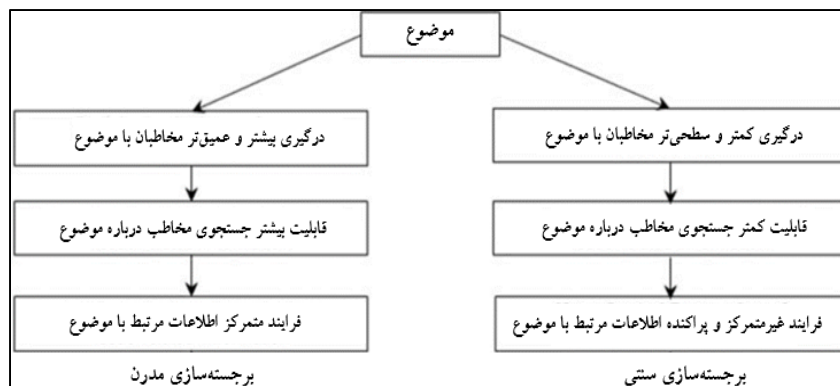 موضوع
درگیری کمتر و سطحی‌تر مخاطبان با موضوع
درگیری بیشتر و عمیق‌تر مخاطبان با موضوع
قابلیت کمتر جستجوی مخاطب درباره موضوع
قابلیت بیشتر جستجوی مخاطب درباره موضوع
فرایند غیرمتمرکز و پراکنده اطلاعات مرتبط با موضوع
فرایند متمرکز اطلاعات مرتبط با موضوع
برجسته‌سازی سنتی
برجسته‌سازی مدرن